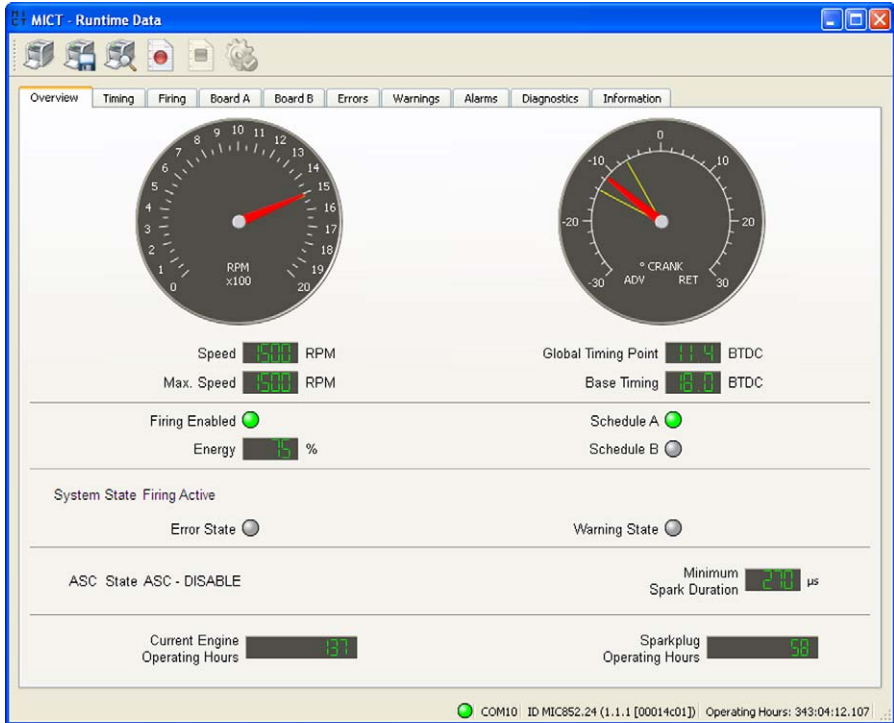 MICT - Runtime Data
Overview Timing Firing Board A Board B Errors Warnings Alarms Diagnostics Information
0 1 2 3 4 5 6 7 8 9 10 11 12 13 14 15 16 17 18 19 20
RPM
x100
-30 -20 -10 0 10 20 30
° CRANK
ADV RET
Speed 1500 RPM
Global Timing Point 11.4 BTDC
Max. Speed 1500 RPM
Base Timing 18.0 BTDC
Firing Enabled
Schedule A
Energy 75 %
Schedule B
System State Firing Active
Error State
Warning State
ASC State ASC - DISABLE
Minimum
Spark Duration 270 µs
Current Engine
Operating Hours 137
Sparkplug
Operating Hours 58
COM10 ID MIC852.24 (1.1.1 [00014c01]) Operating Hours: 343:04:12.107